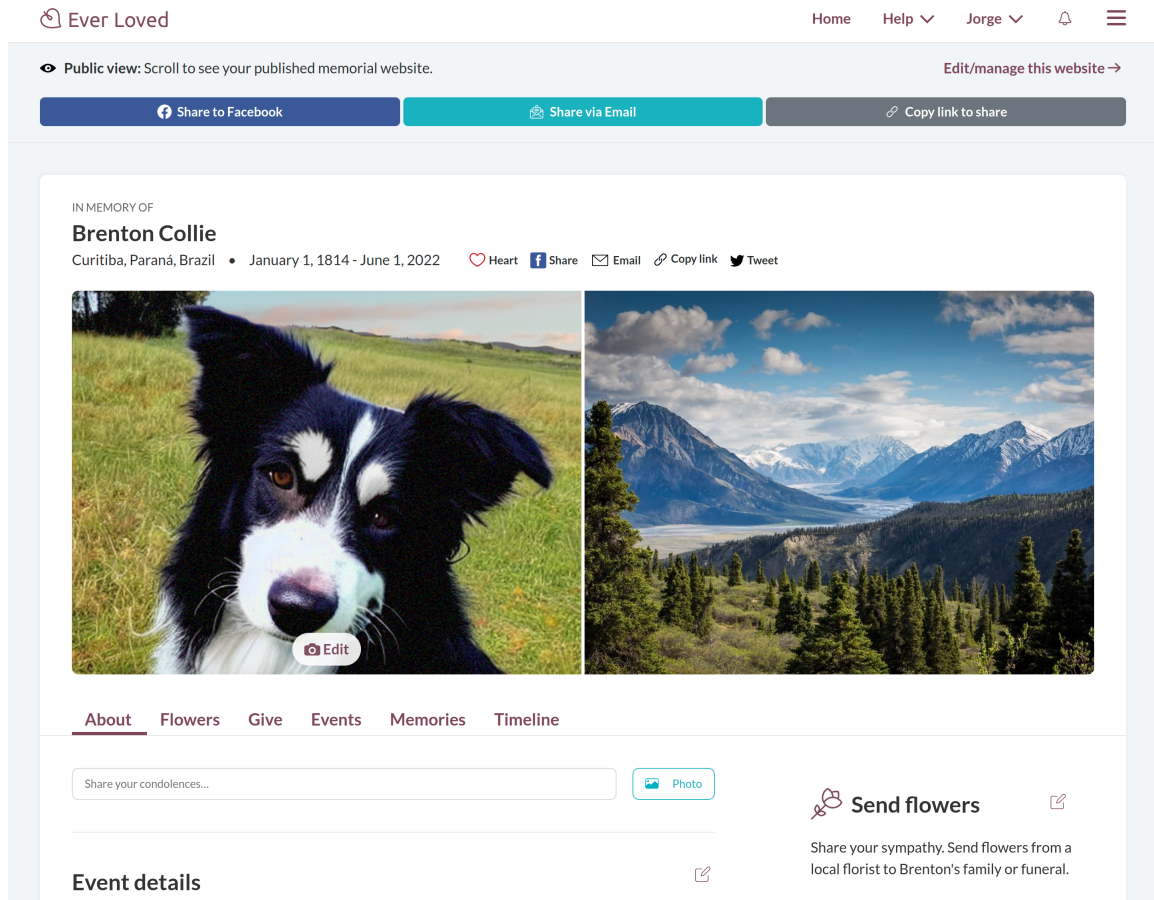 Ever Loved
Home Help Jorge
Public view: Scroll to see your published memorial website.
Edit/manage this website
Share to Facebook
Share via Email
Copy link to share
IN MEMORY OF
Brenton Collie
Curitiba, Paraná, Brazil • January 1, 1814 - June 1, 2022 Heart Share Email Copy link Tweet
Edit
About Flowers Give Events Memories Timeline
Share your condolences...
Photo
Send flowers
Share your sympathy. Send flowers from a
local florist to Brenton's family or funeral.
Event details